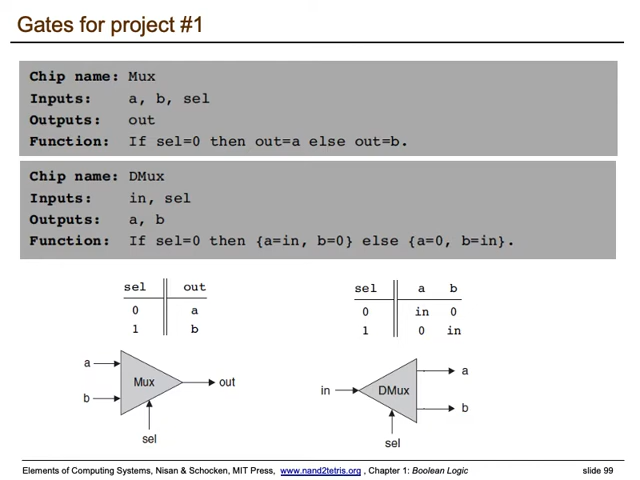 Gates for project #1
Chip name: Mux
Inputs: a, b, sel
Outputs: out
Function: If sel=0 then out=a else out=b.
Chip name: DMux
Inputs: in, sel
Outputs: a, b
Function: If sel=0 then {a=in, b=0} else {a=0, b=in}.
sel out
0 a
1 b
sel a b
0 in 0
1 0 in
a
b
Mux
out
sel
in
DMux
a
b
sel
Elements of Computing Systems, Nisan & Schocken, MIT Press, www.nand2tetris.org , Chapter 1: Boolean Logic slide 99